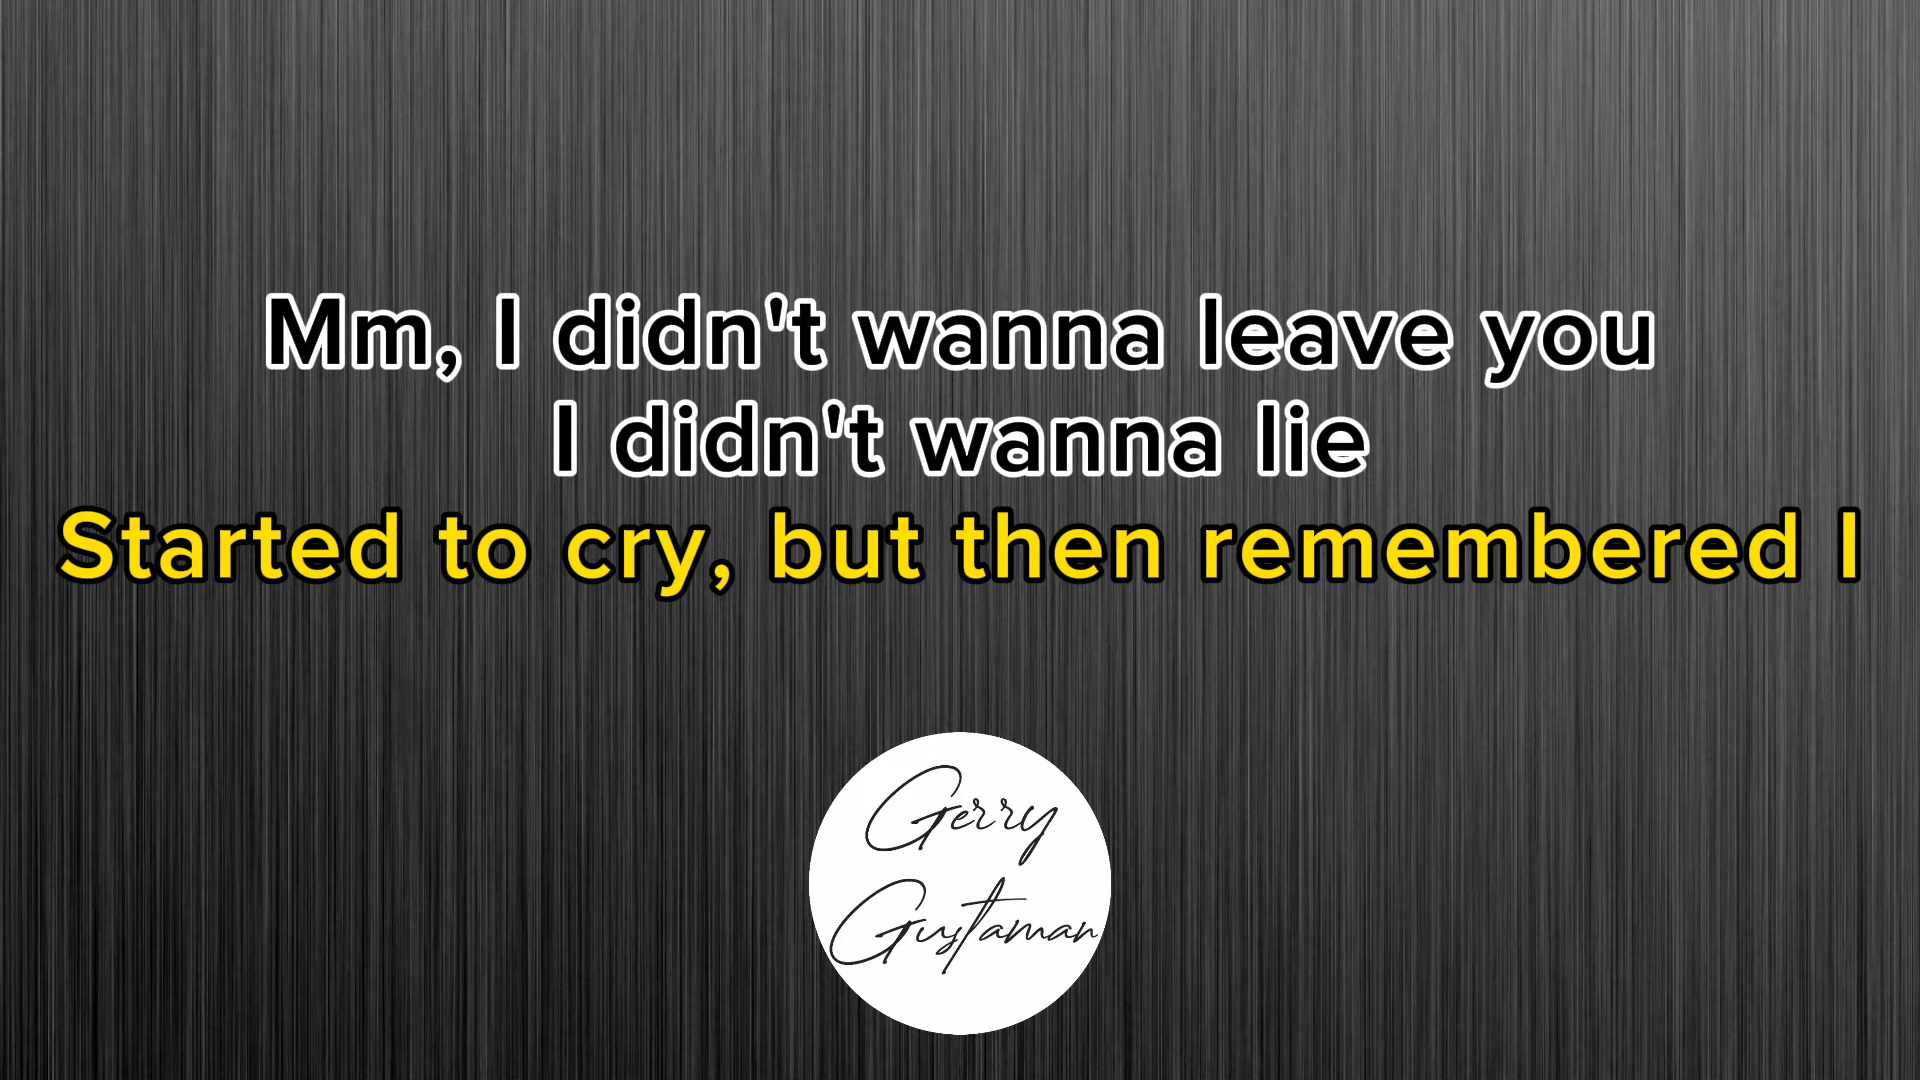 Mm, I didn't wanna leave you
I didn't wanna lie
Started to cry, but then remembered I
Gerry
Gustaman